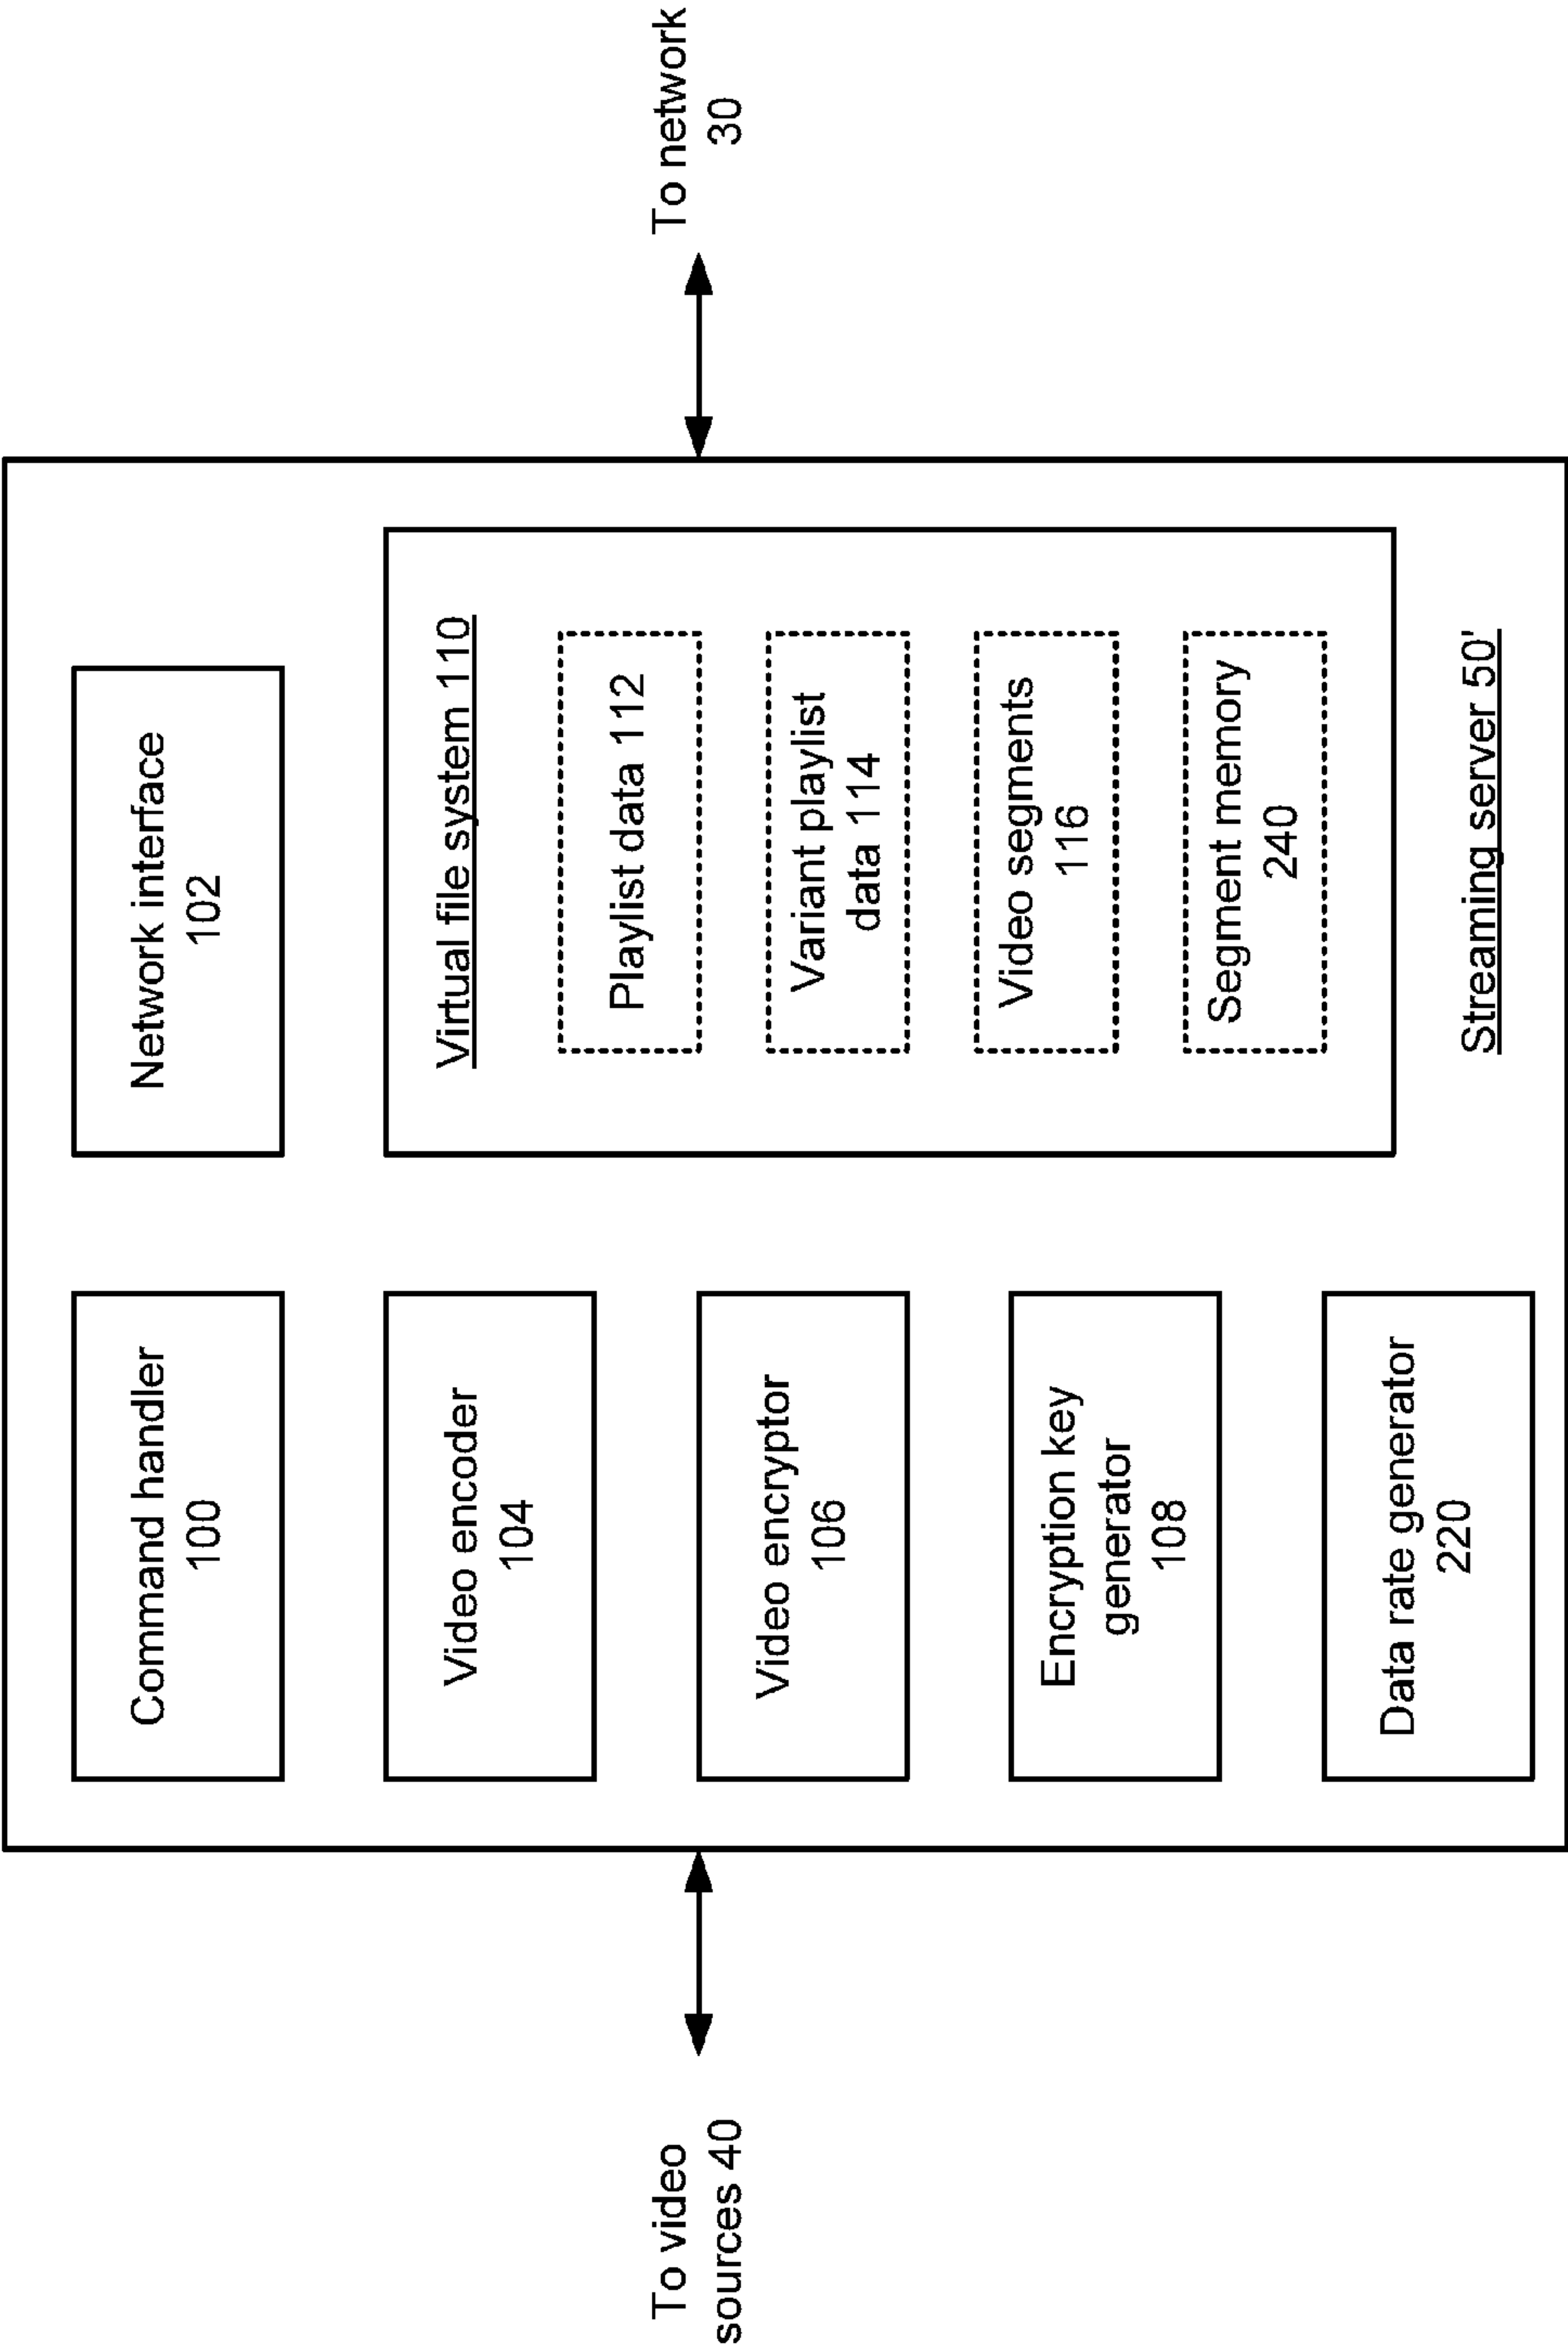 Command handler
100
Network interface
102
Video encoder
104
Virtual file system 110
Playlist data 112
To video
sources 40
To network
30
Video encryptor
106
Variant playlist
data 114
Encryption key
generator
108
Video segments
116
Segment memory
240
Data rate generator
220
Streaming server 50'